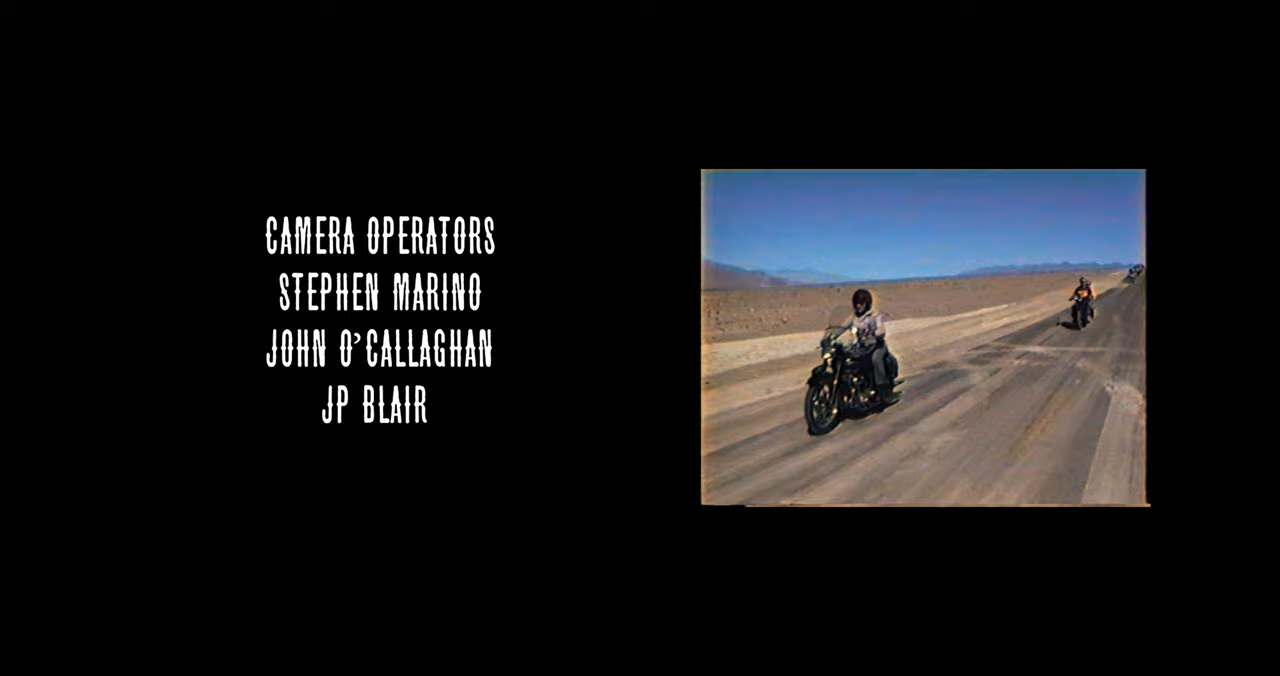 CAMERA OPERATORS
STEPHEN MARINO
JOHN O'CALLAGHAN
JP BLAIR